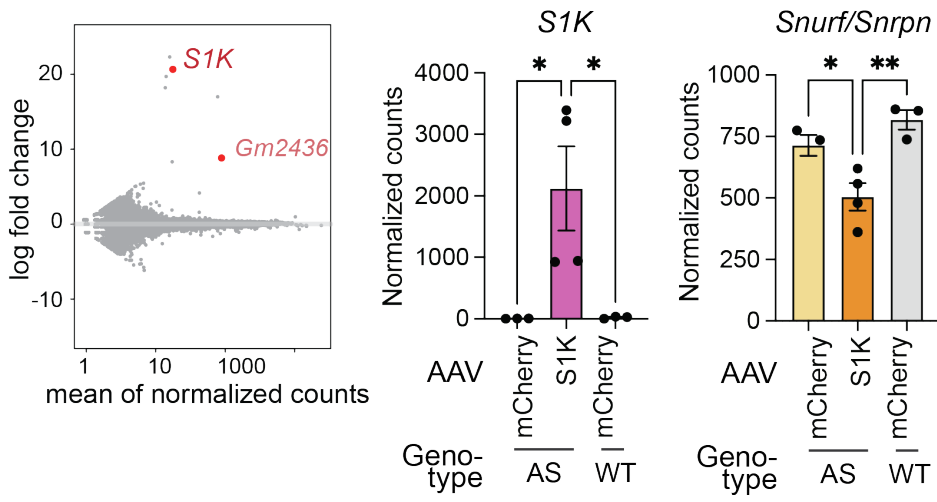 log fold change
20
10
0
-10
S1K
Gm2436
1 10 1000
mean of normalized counts
S1K
Normalized counts
4000
3000
2000
1000
0
* *
AAV
mCherry
S1K
mCherry
Geno-
type
AS WT
Snurf/Snrpn
Normalized counts
1000
750
500
250
0
* **
AAV
mCherry
S1K
mCherry
Geno-
type
AS WT